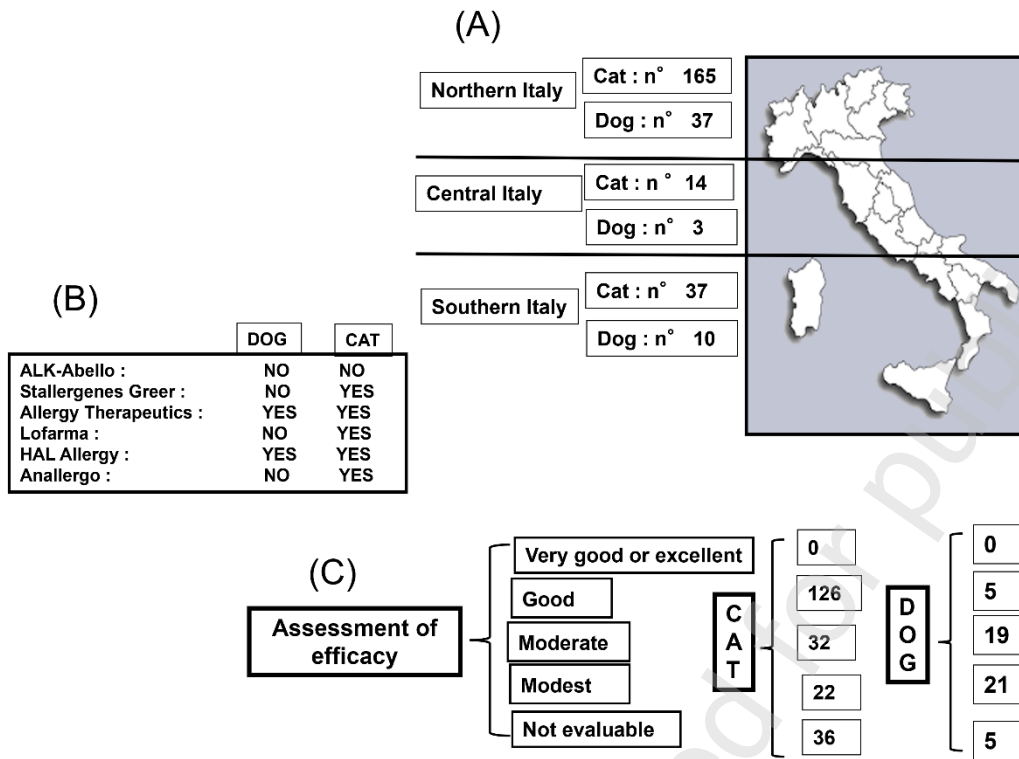 (A)
Northern Italy
Cat : n° 165
Dog : n° 37
Central Italy
Cat : n ° 14
Dog : n° 3
Southern Italy
Cat : n° 37
Dog : n° 10
(B)
DOG CAT
ALK-Abello : NO NO
Stallergenes Greer : NO YES
Allergy Therapeutics : YES YES
Lofarma : NO YES
HAL Allergy : YES YES
Anallergo : NO YES
(C)
Assessment of
efficacy
Very good or excellent
Good
Moderate
Modest
Not evaluable
CAT
0
126
32
22
36
DOG
0
5
19
21
5